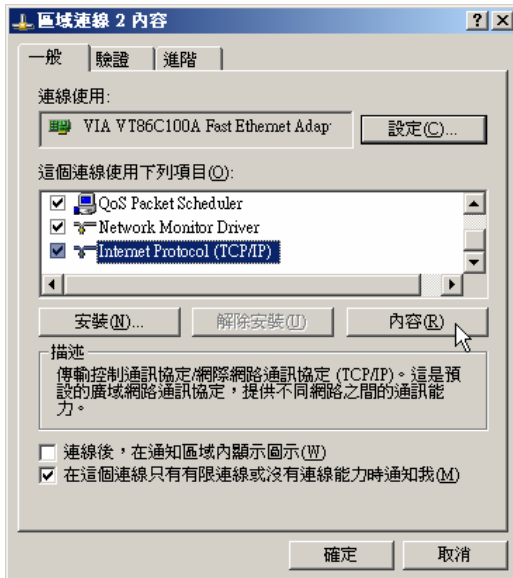 區域連線 2 內容
一般 驗證 進階
連線使用:
VIA VT86C100A Fast Ethernet Adap
設定(C)...
這個連線使用下列項目(O):
QoS Packet Scheduler
Network Monitor Driver
Internet Protocol (TCP/IP)
安裝(N)... 解除安裝(U) 內容(R)
描述
傳輸控制通訊協定/網際網路通訊協定 (TCP/IP)。這是預
設的廣域網路通訊協定，提供不同網路之間的通訊能
力。
連線後，在通知區域內顯示圖示(W)
在這個連線只有有限連線或沒有連線能力時通知我(M)
確定 取消